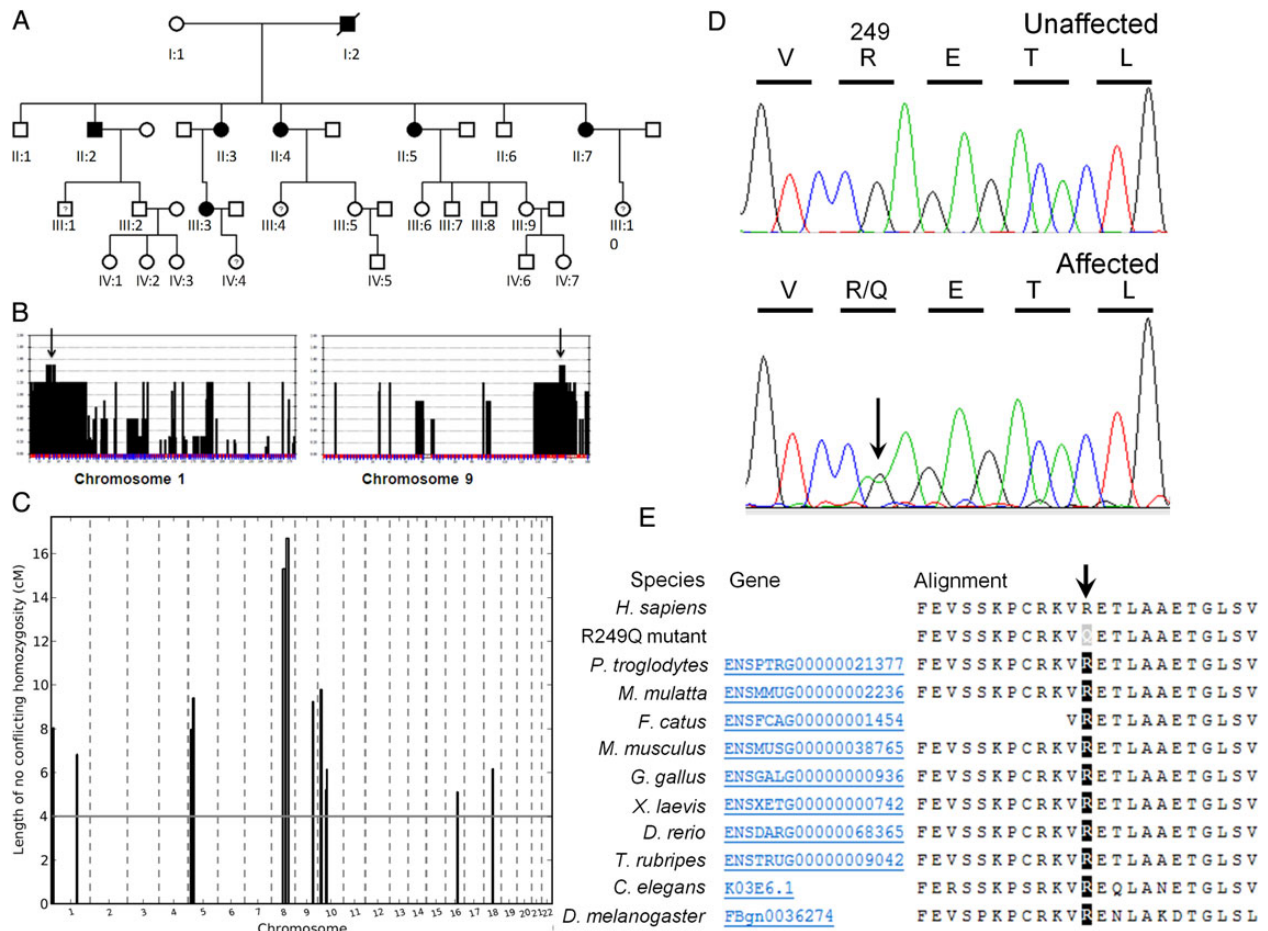 A
I:1
I:2
II:1
II:2
II:3
II:4
II:5
II:6
II:7
?
?
?
III:1
III:2
III:3
III:4
III:5
III:6
III:7
III:8
III:9
III:1
0
?
IV:1
IV:2
IV:3
IV:4
IV:5
IV:6
IV:7
B
Chromosome 1
Chromosome 9
C
Length of no conflicting homozygosity (cM)
16
14
12
10
8
6
4
2
0
1 2 3 4 5 6 7 8 9 10 11 12 13 14 15 16 17 18 19 20 21 22
Chromosome
D
Unaffected
249
V R E T L
Affected
V R/Q E T L
E
Species Gene Alignment
H. sapiens FEVSSKPCRKVRETLAAETGLSV
R249Q mutant FEVSSKPCRKVQETLAAETGLSV
P. troglodytes ENSPTRG00000021377 FEVSSKPCRKVRETLAAETGLSV
M. mulatta ENSMMUG00000002236 FEVSSKPCRKVRETLAAETGLSV
F. catus ENSFCAG00000001454 VRETLAAETGLSV
M. musculus ENSMUSG00000038765 FEVSSKPCRKVRETLAAETGLSV
G. gallus ENSGALG00000000936 FEVSSKPCRKVRETLAAETGLSV
X. laevis ENSXETG00000000742 FEVSSKPCRKVRETLAAETGLSV
D. rerio ENSDARG00000068365 FEVSSKPCRKVRETLAAETGLSV
T. rubripes ENSTRUG00000009042 FEVSSKPCRKVRETLAAETGLSV
C. elegans K03E6.1 FERSSKPSRKVREQLANETGLSV
D. melanogaster FBgn0036274 FEVSPKPCRKVRENLAKDTGLSL